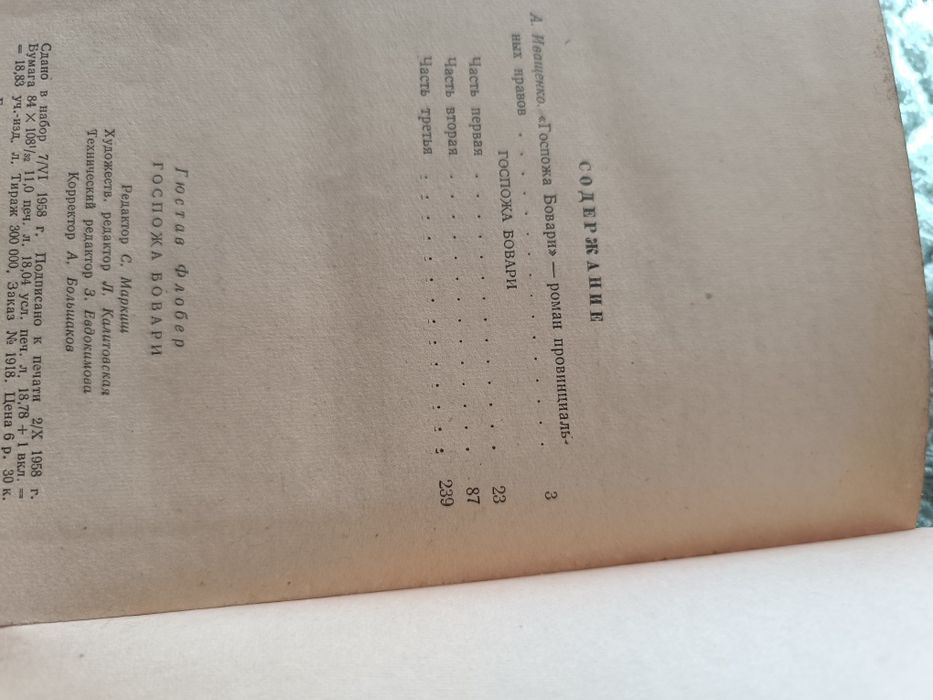 СОДЕРЖАНИЕ
А. Иващенко. «Госпожа Бовари» — роман провинциаль-
ных нравов . . . . . . . . . . . . . 3
ГОСПОЖА БОВАРИ
Часть первая . . . . . . . . . . 23
Часть вторая . . . . . . . . . . 87
Часть третья . . . . . . . . . . 239
Гюстав Флобер
ГОСПОЖА БОВАРИ
Редактор С. Маркиш
Художеств. редактор Л. Калитовская
Технический редактор З. Евдокимова
Корректор А. Большаков
Сдано в набор 7/VI 1958 г. Подписано к печати 2/X 1958 г.
Бумага 84 × 108¹/₃₂ 11,0 печ. л. 18,04 усл. печ. л. 18,78 + 1 вкл. =
= 18,83 уч.-изд. л. Тираж 300 000. Заказ № 1918. Цена 6 р. 30 к.